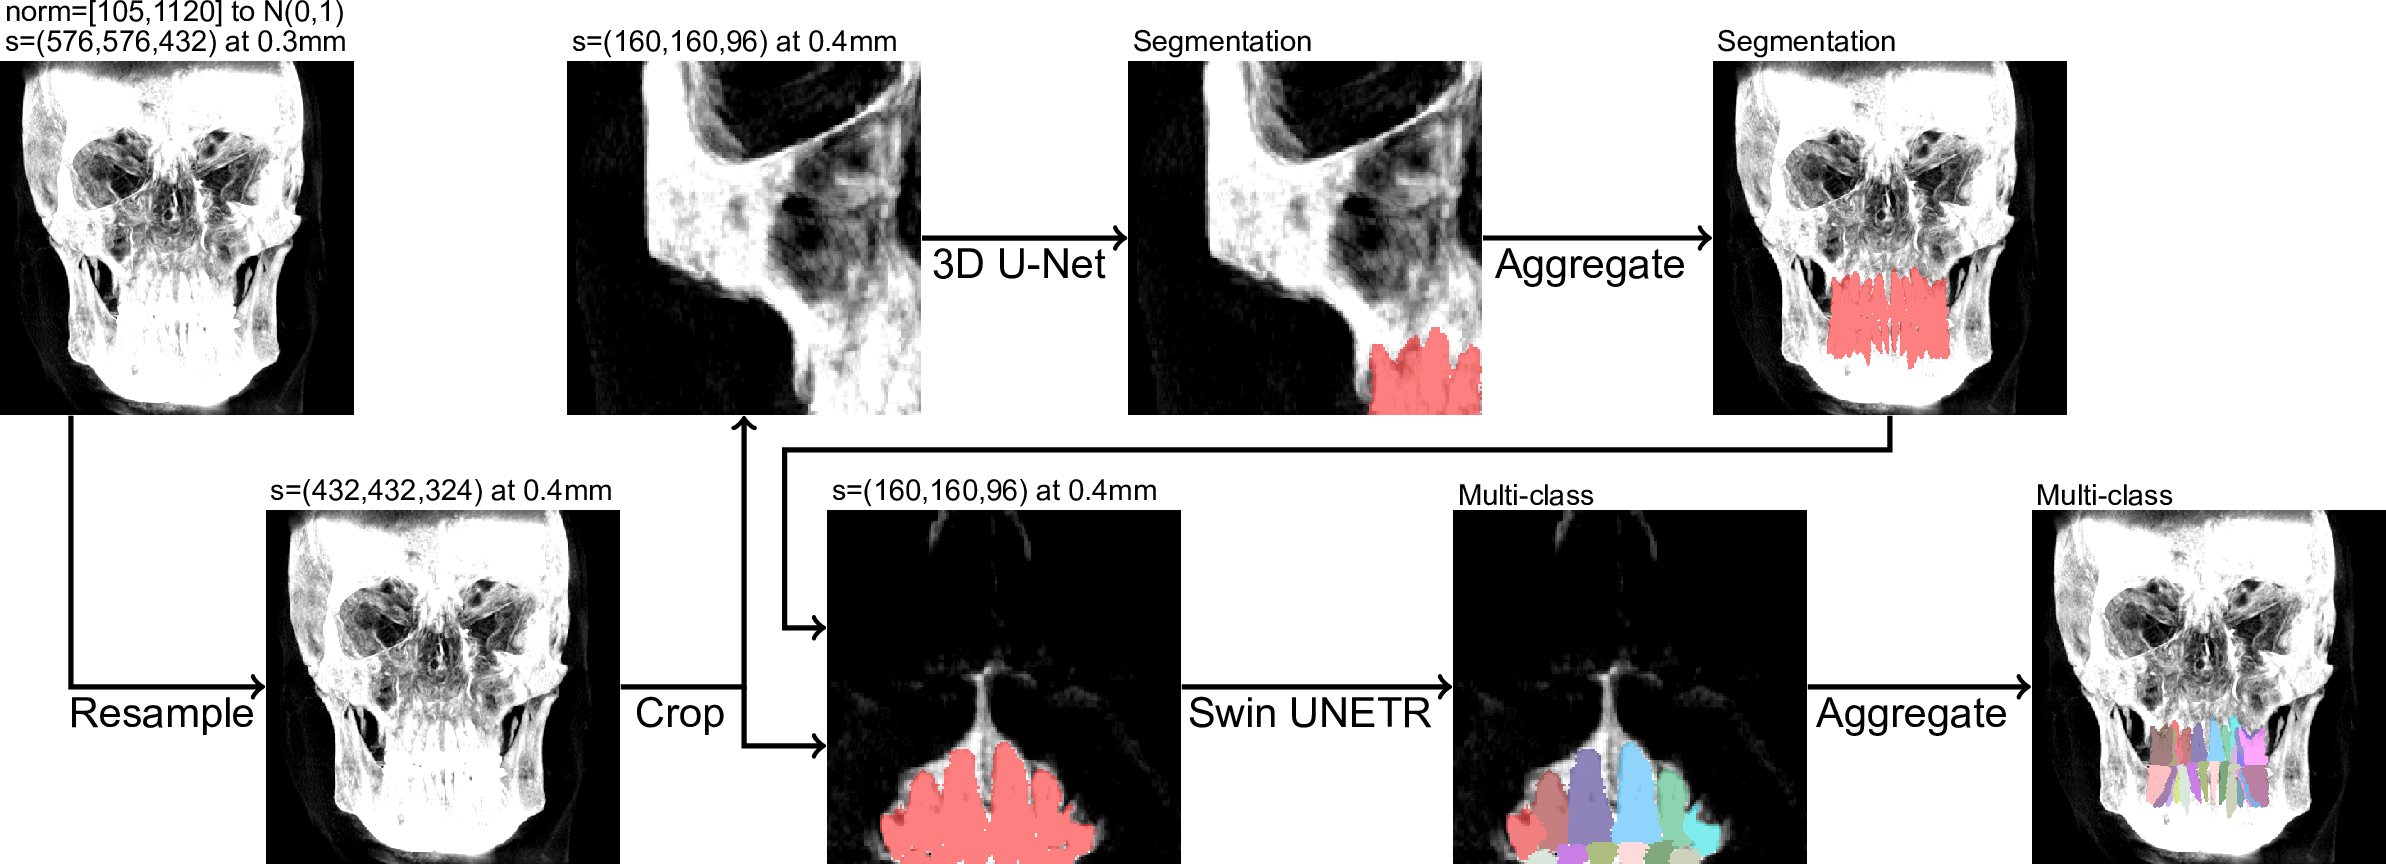 norm=[105,1120] to N(0,1)
s=(576,576,432) at 0.3mm
s=(160,160,96) at 0.4mm
Segmentation
Segmentation
3D U-Net
Aggregate
s=(432,432,324) at 0.4mm
s=(160,160,96) at 0.4mm
Multi-class
Multi-class
Resample
Crop
Swin UNETR
Aggregate